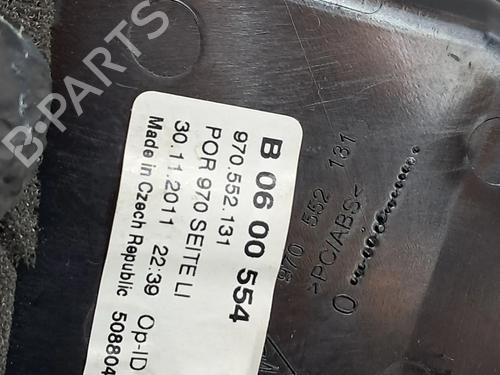 B 06 00 554
970.552.131
POR 970 SEITE LI
30.11.2011 22:39 Op-ID
Made in Czech Republic 508804
970 552 131
>PC/ABS<
B-PARTS